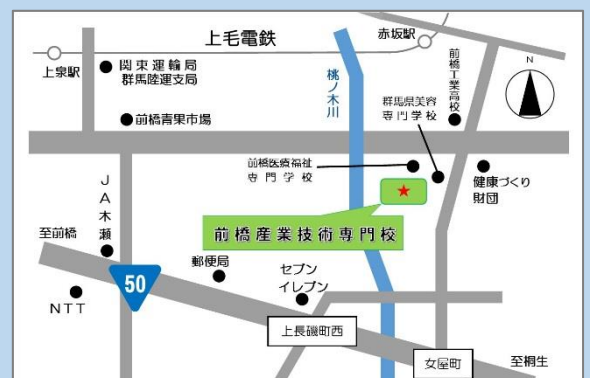 上毛電鉄
赤坂駅
上泉駅
関東運輸局
群馬陸運支局
桃ノ木川
前橋工業高校
N
群馬県美容
専門学校
前橋青果市場
前橋医療福祉
専門学校
健康づくり
財団
★
JA木瀬
前橋産業技術専門校
至前橋
郵便局
セブン
イレブン
50
NTT
上長磯町西
女屋町
至桐生